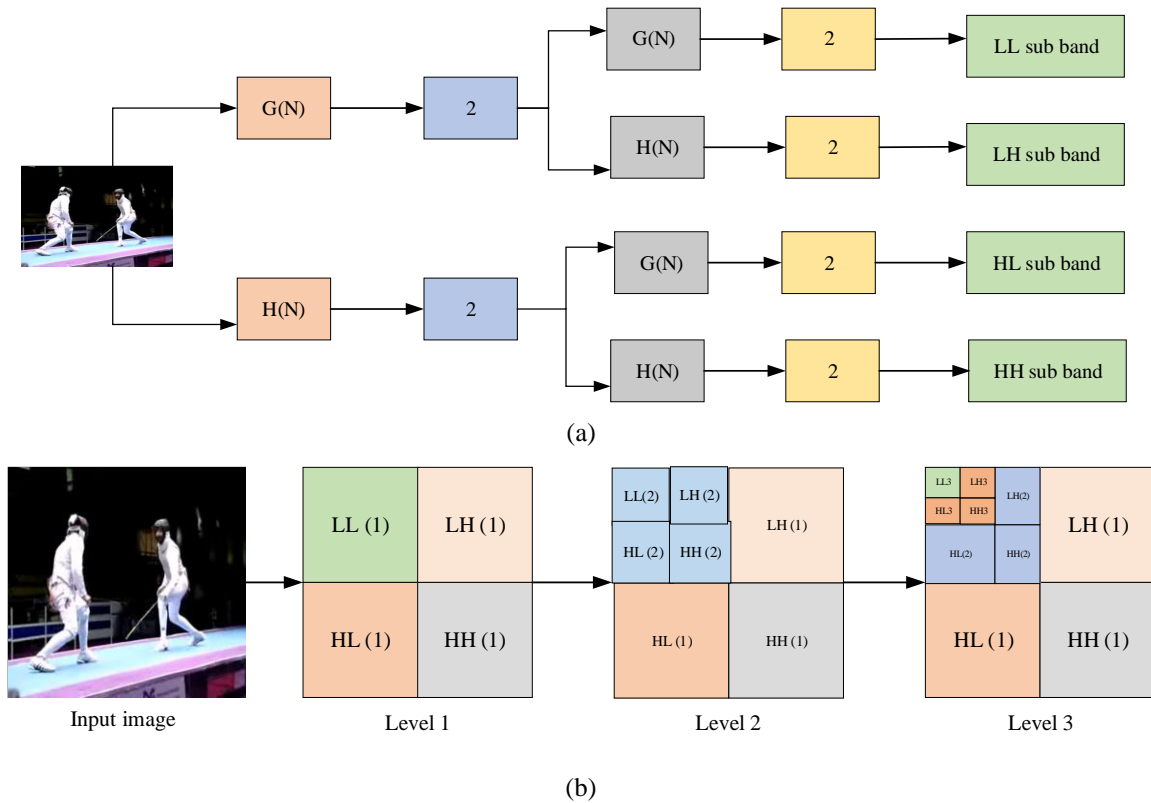 G(N)
2
LL sub band
G(N)
2
H(N)
2
LH sub band
G(N)
2
HL sub band
H(N)
2
H(N)
2
HH sub band
(a)
LL (1)
LH (1)
HL (1)
HH (1)
LL(2)
LH (2)
HL (2)
HH (2)
LH (1)
HL (1)
HH (1)
LL3
LH3
HL3
HH3
LH(2)
HL(2)
HH(2)
LH (1)
HL (1)
HH (1)
Input image
Level 1
Level 2
Level 3
(b)